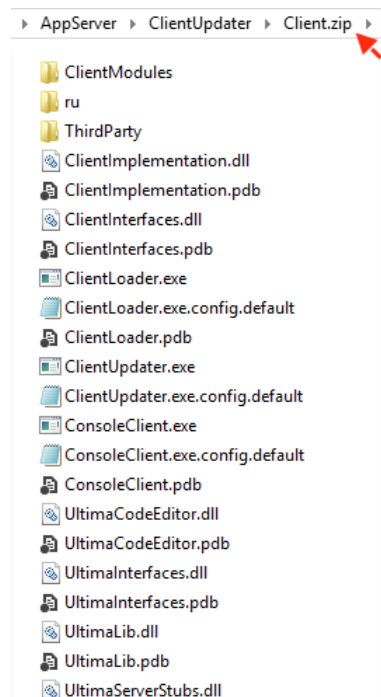 AppServer ClientUpdater Client.zip
ClientModules
ru
ThirdParty
ClientImplementation.dll
ClientImplementation.pdb
ClientInterfaces.dll
ClientInterfaces.pdb
ClientLoader.exe
ClientLoader.exe.config.default
ClientLoader.pdb
ClientUpdater.exe
ClientUpdater.exe.config.default
ConsoleClient.exe
ConsoleClient.exe.config.default
ConsoleClient.pdb
UltimaCodeEditor.dll
UltimaCodeEditor.pdb
UltimaInterfaces.dll
UltimaInterfaces.pdb
UltimaLib.dll
UltimaLib.pdb
UltimaServerStubs.dll